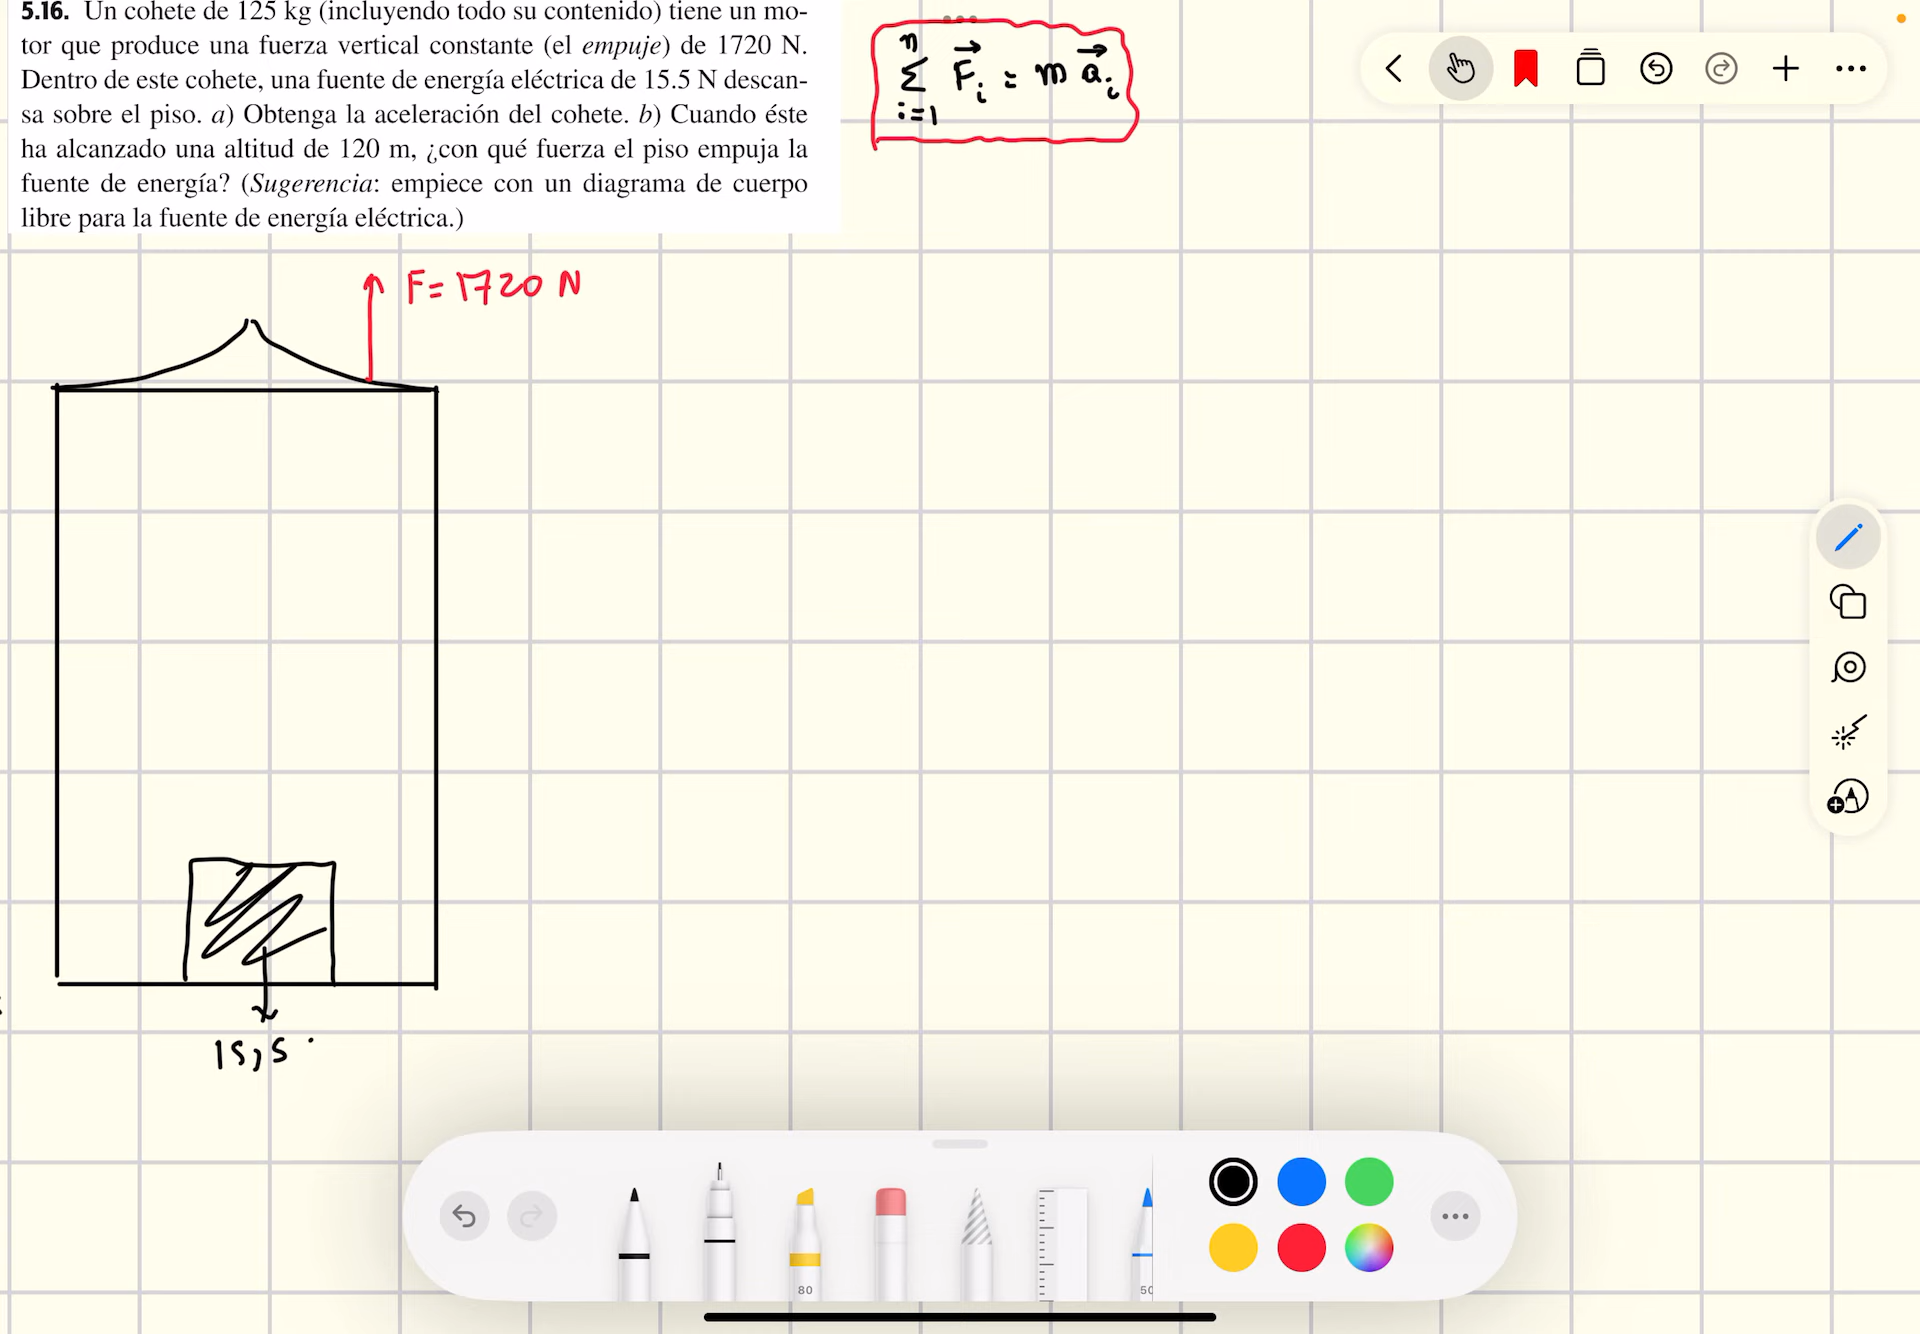 5.16. Un cohete de 125 kg (incluyendo todo su contenido) tiene un mo-
tor que produce una fuerza vertical constante (el empuje) de 1720 N.
Dentro de este cohete, una fuente de energía eléctrica de 15.5 N descan-
sa sobre el piso. a) Obtenga la aceleración del cohete. b) Cuando éste
ha alcanzado una altitud de 120 m, ¿con qué fuerza el piso empuja la
fuente de energía? (Sugerencia: empiece con un diagrama de cuerpo
libre para la fuente de energía eléctrica.)
n
∑ F⃗i = m a⃗i
i=1
F= 1720 N
15,5
80
50